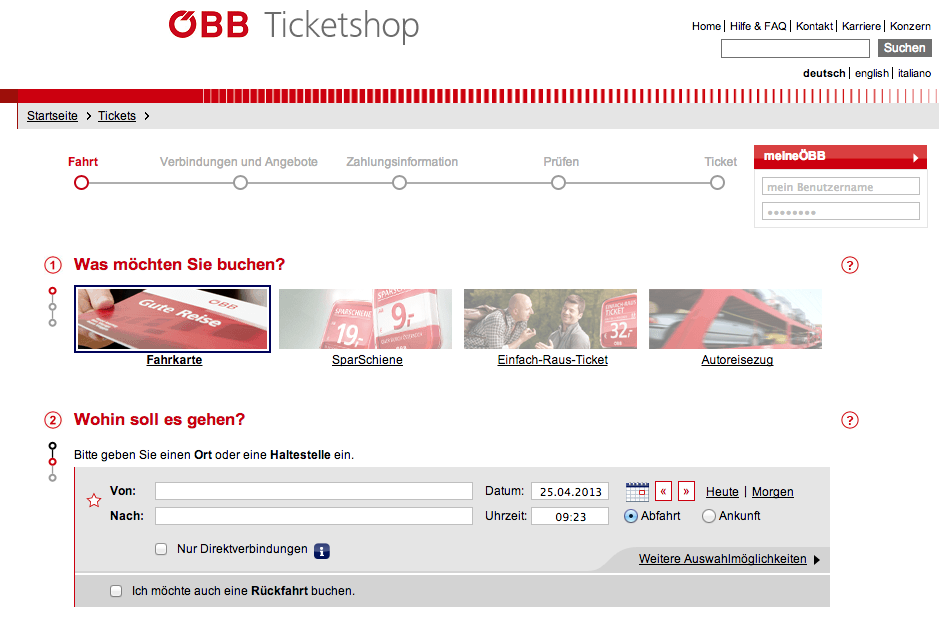 ÖBB Ticketshop
Home | Hilfe & FAQ | Kontakt | Karriere | Konzern
Suchen
deutsch | english | italiano
Startseite > Tickets >
Fahrt Verbindungen und Angebote Zahlungsinformation Prüfen Ticket
meineÖBB
mein Benutzername
••••••••
1 Was möchten Sie buchen? ?
Gute Reise ÖBB
SPARSCHIENE 19,- SPARSCHIENE 9,-
EINFACH-RAUS-TICKET 32,-
Fahrkarte SparSchiene Einfach-Raus-Ticket Autoreisezug
2 Wohin soll es gehen? ?
Bitte geben Sie einen Ort oder eine Haltestelle ein.
Von: Datum: 25.04.2013 « » Heute | Morgen
Nach: Uhrzeit: 09:23 Abfahrt Ankunft
Nur Direktverbindungen i
Weitere Auswahlmöglichkeiten
Ich möchte auch eine Rückfahrt buchen.